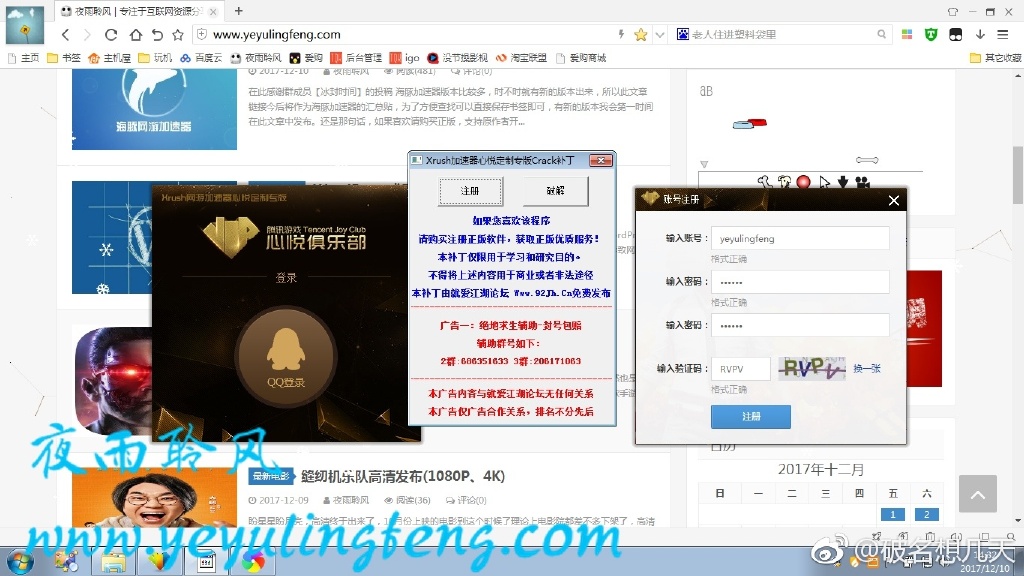 夜雨聆风 | 专注于互联网资源分
www.yeyulingfeng.com
老人住进塑料袋里
主页
书签
主机屋
玩机
百度云
夜雨聆风
爱购
后台管理
igo
没节操影视
淘宝联盟
爱购商城
其它收藏
2017-12-10 夜雨聆风 阅读(481) 评论(0)
在此感谢群成员【冰封时间】的投稿 海豚加速器版本比较多，时不时就有新的版本出来，所以此文章
链接今后将作为海豚加速器的汇总贴，为了方便查找可以直接保存书签即可，有新的版本我会第一时间
在此文章中发布。还是那句话，如果喜欢请购买正版，支持原作者开...
海豚网游加速器
Xrush网游加速器心悦定制专版
腾讯游戏 Tencent Joy Club
心悦俱乐部
登录
QQ登录
Xrush加速器心悦定制专版Crack补丁
注册
破解
如果您喜欢该程序
请购买注册正版软件，获取正版优质服务！
本补丁仅限用于学习和研究目的。
不得将上述内容用于商业或者非法途径
本补丁由就爱江湖论坛 Www.92Jh.Cn免费发布
广告一：绝地求生辅助-封号包赔
辅助群号如下：
2群:686351633 3群:206171063
本广告内容与就爱江湖论坛无任何关系
本广告仅广告合作关系，排名不分先后
账号注册
输入账号：
yeyulingfeng
格式正确
输入密码：
••••••
格式正确
输入密码：
••••••
输入验证码：
RVPV
RVPV
换一张
格式正确
注册
日历
2017年十二月
日 一 二 三 四 五 六
1 2
最新电影
缝纫机乐队高清发布(1080P、4K)
2017-12-09 夜雨聆风 阅读(36) 评论(0)
夜雨聆风
www.yeyulingfeng.com
@破名想几天
2017/12/10